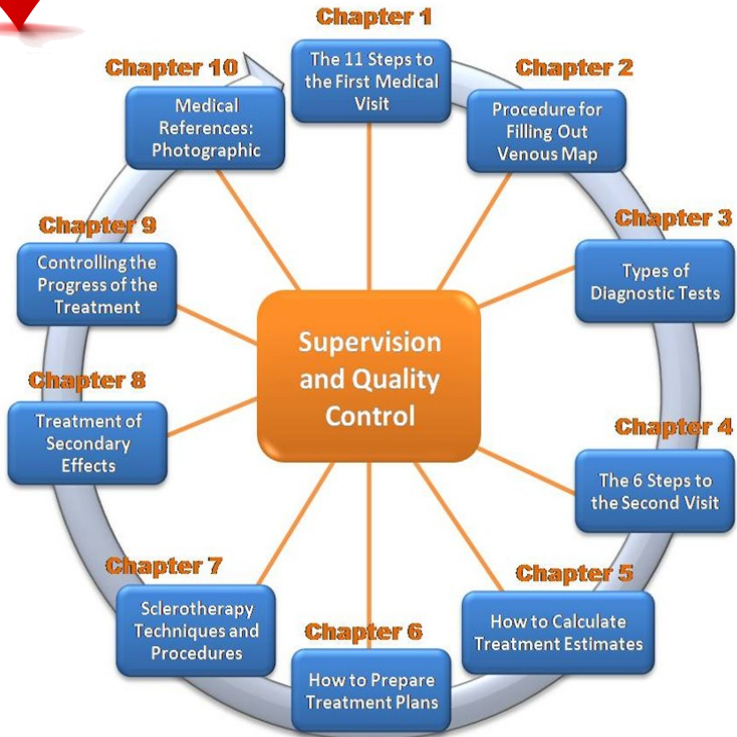 Chapter 1
The 11 Steps to
the First Medical
Visit
Chapter 2
Procedure for
Filling Out
Venous Map
Chapter 3
Types of
Diagnostic Tests
Chapter 4
The 6 Steps to
the Second Visit
Chapter 5
How to Calculate
Treatment Estimates
Chapter 6
How to Prepare
Treatment Plans
Chapter 7
Sclerotherapy
Techniques and
Procedures
Chapter 8
Treatment of
Secondary
Effects
Chapter 9
Controlling the
Progress of the
Treatment
Chapter 10
Medical
References:
Photographic
Supervision
and Quality
Control